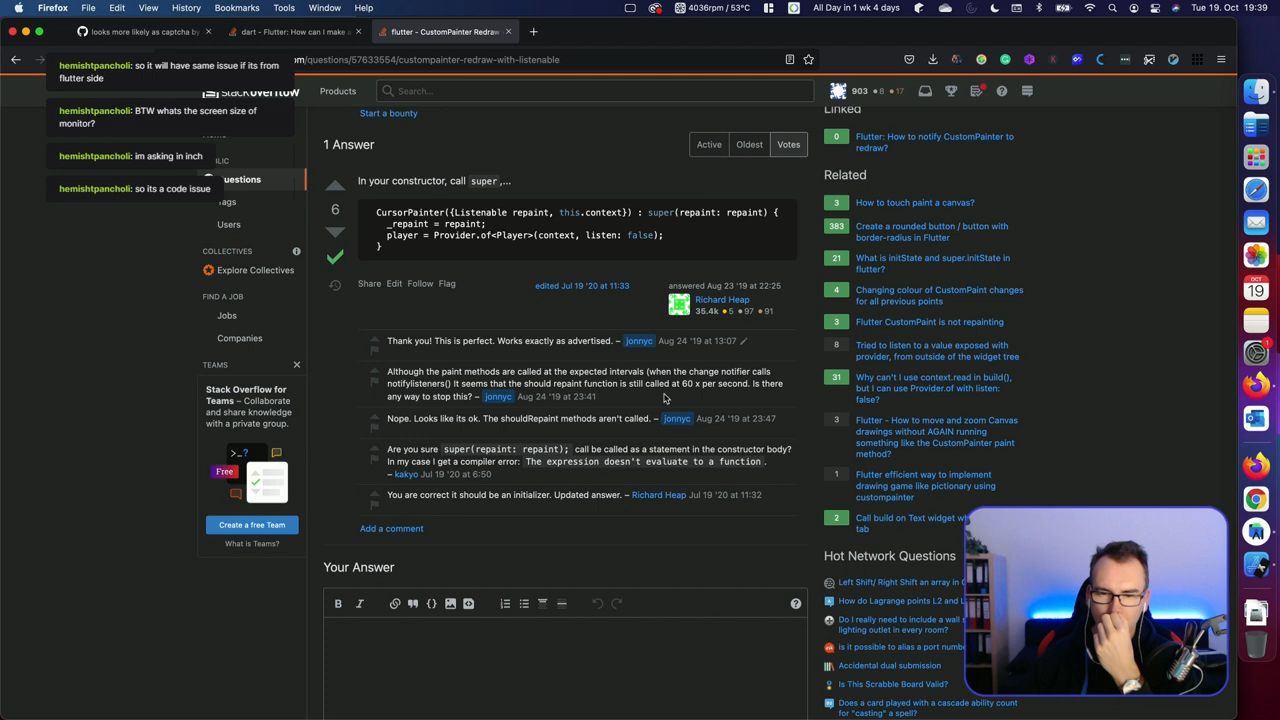 Firefox File Edit View History Bookmarks Tools Window Help
4036rpm / 53°C
All Day in 1 wk 4 days
Tue 19. Oct 19:39
looks more likely as captcha by
dart - Flutter: How can I make a
flutter - CustomPainter Redraw
om/questions/57633554/custompainter-redraw-with-listenable
hemishtpancholi: so it will have same issue if its from
flutter side
hemishtpancholi: BTW whats the screen size of
monitor?
hemishtpancholi: im asking in inch
hemishtpancholi: so its a code issue
stack overflow
Products
Search...
903 8 17
Home
PUBLIC
Questions
Tags
Users
COLLECTIVES
Explore Collectives
FIND A JOB
Jobs
Companies
TEAMS
Stack Overflow for
Teams – Collaborate
and share knowledge
with a private group.
>_?
Free
Create a free Team
What is Teams?
Start a bounty
1 Answer
Active Oldest Votes
6
In your constructor, call super,...
CursorPainter({Listenable repaint, this.context}) : super(repaint: repaint) {
_repaint = repaint;
player = Provider.of<Player>(context, listen: false);
}
Share Edit Follow Flag
edited Jul 19 '20 at 11:33
answered Aug 23 '19 at 22:25
Richard Heap
35.4k 5 97 91
Thank you! This is perfect. Works exactly as advertised. – jonnyc Aug 24 '19 at 13:07
Although the paint methods are called at the expected intervals (when the change notifier calls
notifylisteners() It seems that the should repaint function is still called at 60 x per second. Is there
any way to stop this? – jonnyc Aug 24 '19 at 23:41
Nope. Looks like its ok. The shouldRepaint methods aren't called. – jonnyc Aug 24 '19 at 23:47
Are you sure super(repaint: repaint); call be called as a statement in the constructor body?
In my case I get a compiler error: The expression doesn't evaluate to a function.
– kakyo Jul 19 '20 at 6:50
You are correct it should be an initializer. Updated answer. – Richard Heap Jul 19 '20 at 11:32
Add a comment
Your Answer
B I
Linked
0 Flutter: How to notify CustomPainter to
redraw?
Related
3 How to touch paint a canvas?
383 Create a rounded button / button with
border-radius in Flutter
21 What is initState and super.initState in
flutter?
4 Changing colour of CustomPaint changes
for all previous points
3 Flutter CustomPaint is not repainting
8 Tried to listen to a value exposed with
provider, from outside of the widget tree
31 Why can't I use context.read in build(),
but I can use Provider.of with listen:
false?
3 Flutter - How to move and zoom Canvas
drawings without AGAIN running
something like the CustomPainter paint
method?
1 Flutter efficient way to implement
drawing game like pictionary using
custompainter
2 Call build on Text widget
tab
Hot Network Questions
Left Shift/ Right Shift an array in
How do Lagrange points L2 and
Do I really need to include a wall
lighting outlet in every room?
is it possible to alias a port
Accidental dual submission
Is This Scrabble Board Valid?
Does a card played with a cascade ability
count for "casting" a spell?
OCT
19
1